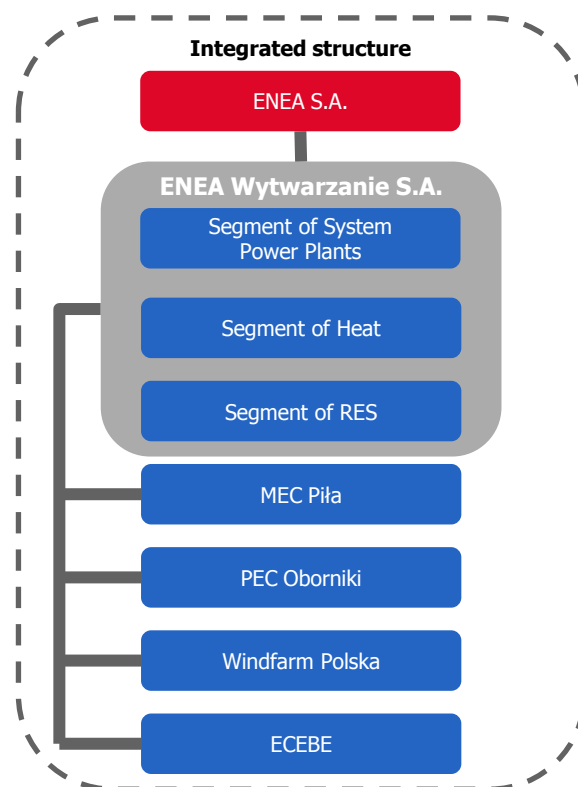 Integrated structure
ENEA S.A.
ENEA Wytwarzanie S.A.
Segment of System
Power Plants
Segment of Heat
Segment of RES
MEC Piła
PEC Oborniki
Windfarm Polska
ECEBE